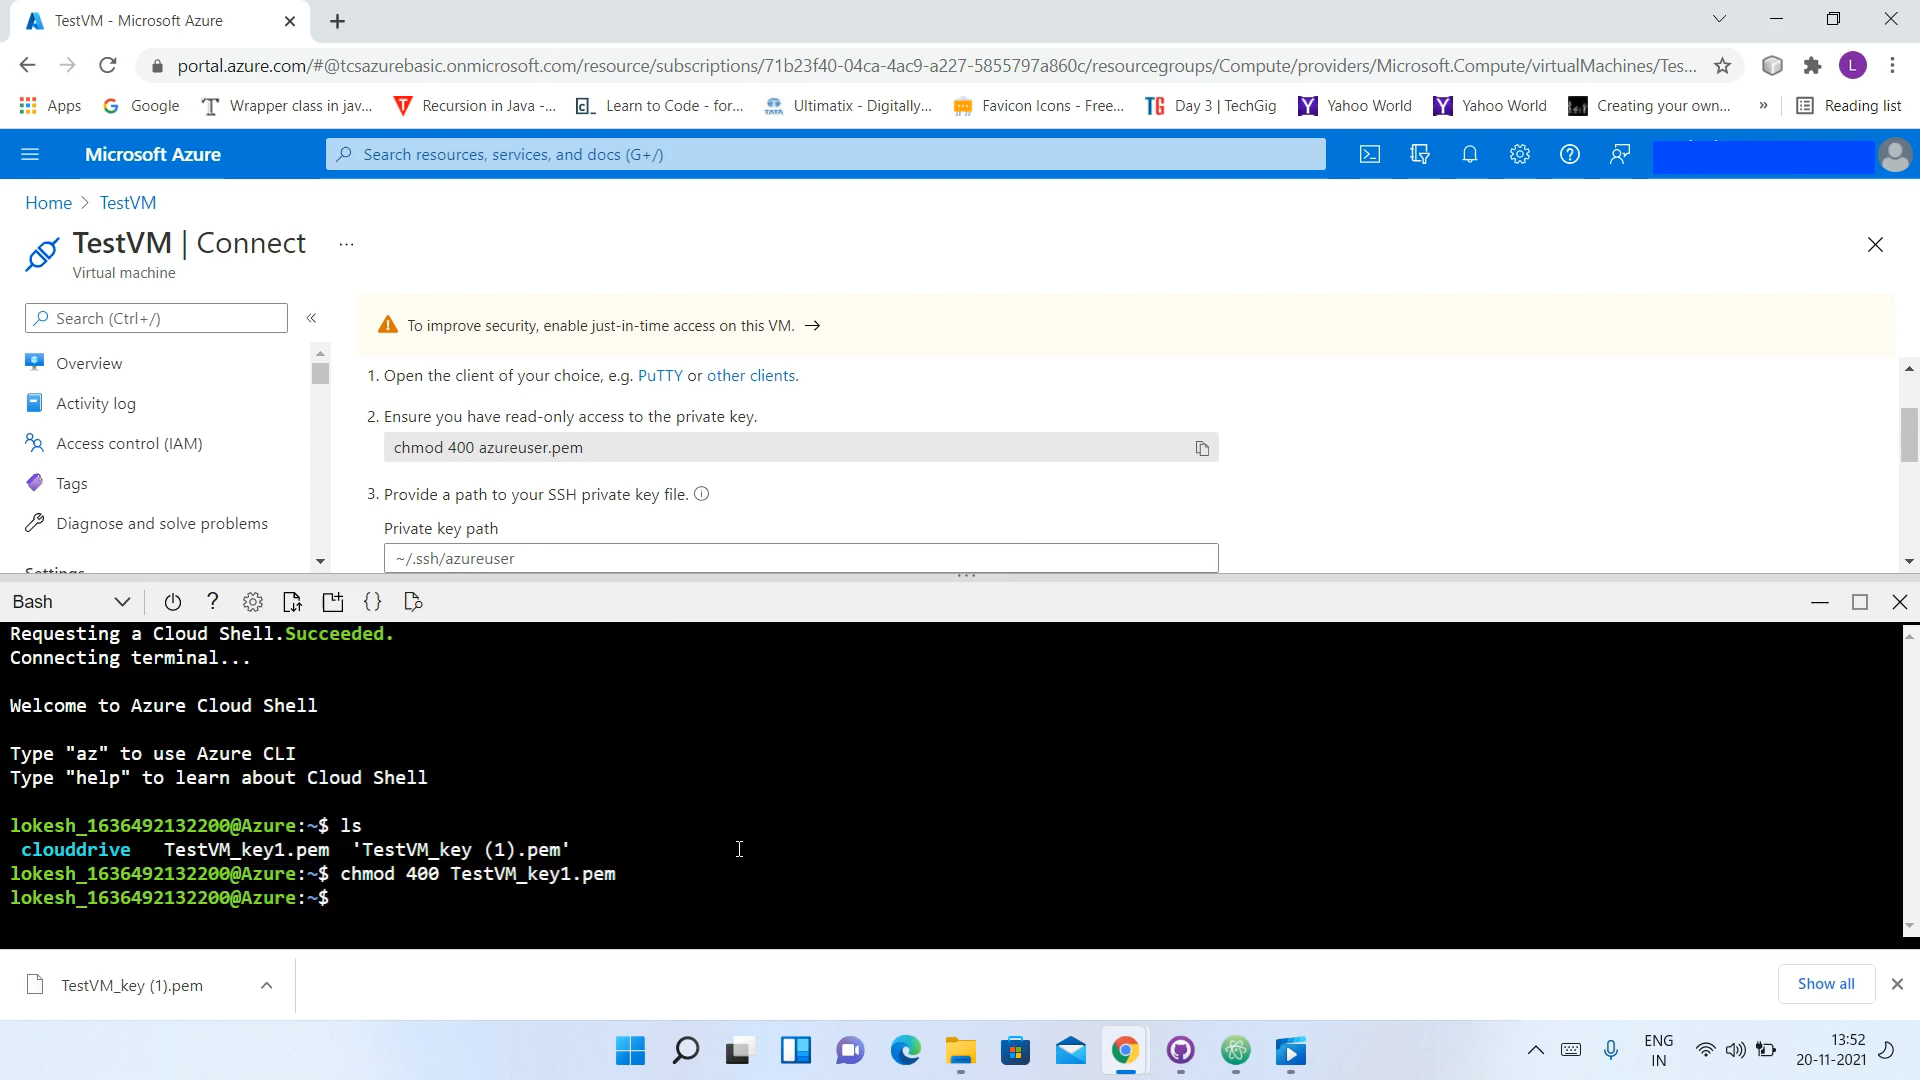 TestVM - Microsoft Azure
portal.azure.com/#@tcsazurebasic.onmicrosoft.com/resource/subscriptions/71b23f40-04ca-4ac9-a227-5855797a860c/resourcegroups/Compute/providers/Microsoft.Compute/virtualMachines/Tes...
L
Apps Google Wrapper class in jav... Recursion in Java -... Learn to Code - for... Ultimatix - Digitally... Favicon Icons - Free... Day 3 | TechGig Yahoo World Yahoo World Creating your own... » Reading list
Microsoft Azure
Search resources, services, and docs (G+/)
Home > TestVM
TestVM | Connect ...
Virtual machine
Search (Ctrl+/) «
Overview
Activity log
Access control (IAM)
Tags
Diagnose and solve problems
Settings
To improve security, enable just-in-time access on this VM. →
1. Open the client of your choice, e.g. PuTTY or other clients.
2. Ensure you have read-only access to the private key.
chmod 400 azureuser.pem
3. Provide a path to your SSH private key file.
Private key path
~/.ssh/azureuser
Bash
Requesting a Cloud Shell.Succeeded.
Connecting terminal...
Welcome to Azure Cloud Shell
Type "az" to use Azure CLI
Type "help" to learn about Cloud Shell
lokesh_1636492132200@Azure:~$ ls
clouddrive TestVM_key1.pem 'TestVM_key (1).pem'
lokesh_1636492132200@Azure:~$ chmod 400 TestVM_key1.pem
lokesh_1636492132200@Azure:~$
TestVM_key (1).pem
Show all
ENG
IN
13:52
20-11-2021